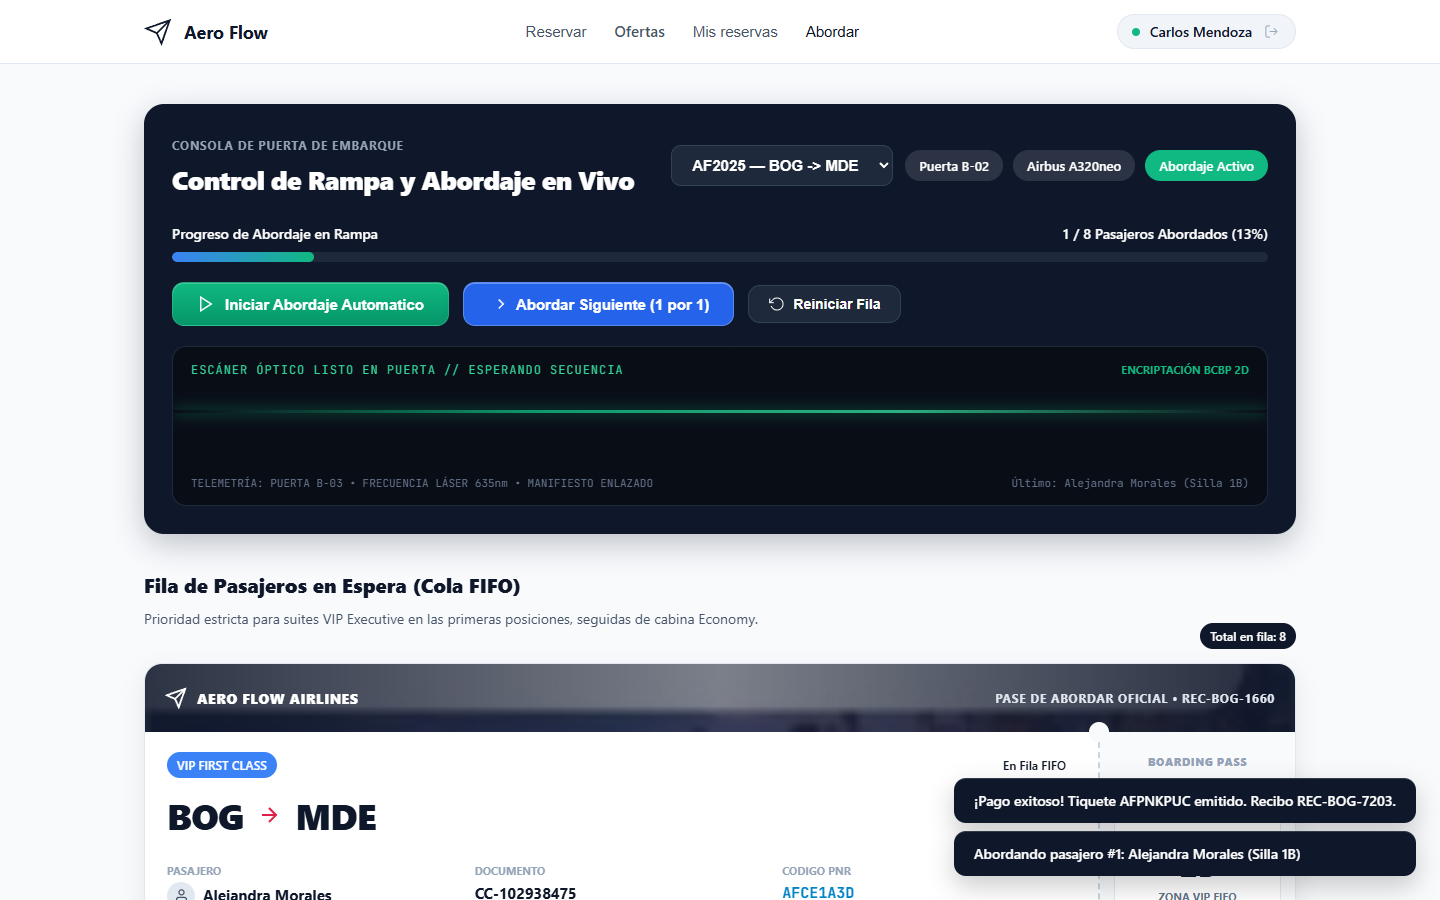 Aero Flow
Reservar
Ofertas
Mis reservas
Abordar
Carlos Mendoza
CONSOLA DE PUERTA DE EMBARQUE
Control de Rampa y Abordaje en Vivo
AF2025 — BOG -> MDE
Puerta B-02
Airbus A320neo
Abordaje Activo
Progreso de Abordaje en Rampa
1 / 8 Pasajeros Abordados (13%)
Iniciar Abordaje Automatico
Abordar Siguiente (1 por 1)
Reiniciar Fila
ESCÁNER ÓPTICO LISTO EN PUERTA // ESPERANDO SECUENCIA
ENCRIPTACIÓN BCBP 2D
TELEMETRÍA: PUERTA B-03 • FRECUENCIA LÁSER 635nm • MANIFIESTO ENLAZADO
Último: Alejandra Morales (Silla 1B)
Fila de Pasajeros en Espera (Cola FIFO)
Prioridad estricta para suites VIP Executive en las primeras posiciones, seguidas de cabina Economy.
Total en fila: 8
AERO FLOW AIRLINES
PASE DE ABORDAR OFICIAL • REC-BOG-1660
VIP FIRST CLASS
En Fila FIFO
BOARDING PASS
BOG → MDE
¡Pago exitoso! Tiquete AFPNKPUC emitido. Recibo REC-BOG-7203.
Abordando pasajero #1: Alejandra Morales (Silla 1B)
PASAJERO
Alejandra Morales
DOCUMENTO
CC-102938475
CODIGO PNR
AFCE1A3D
ZONA VIP FIFO